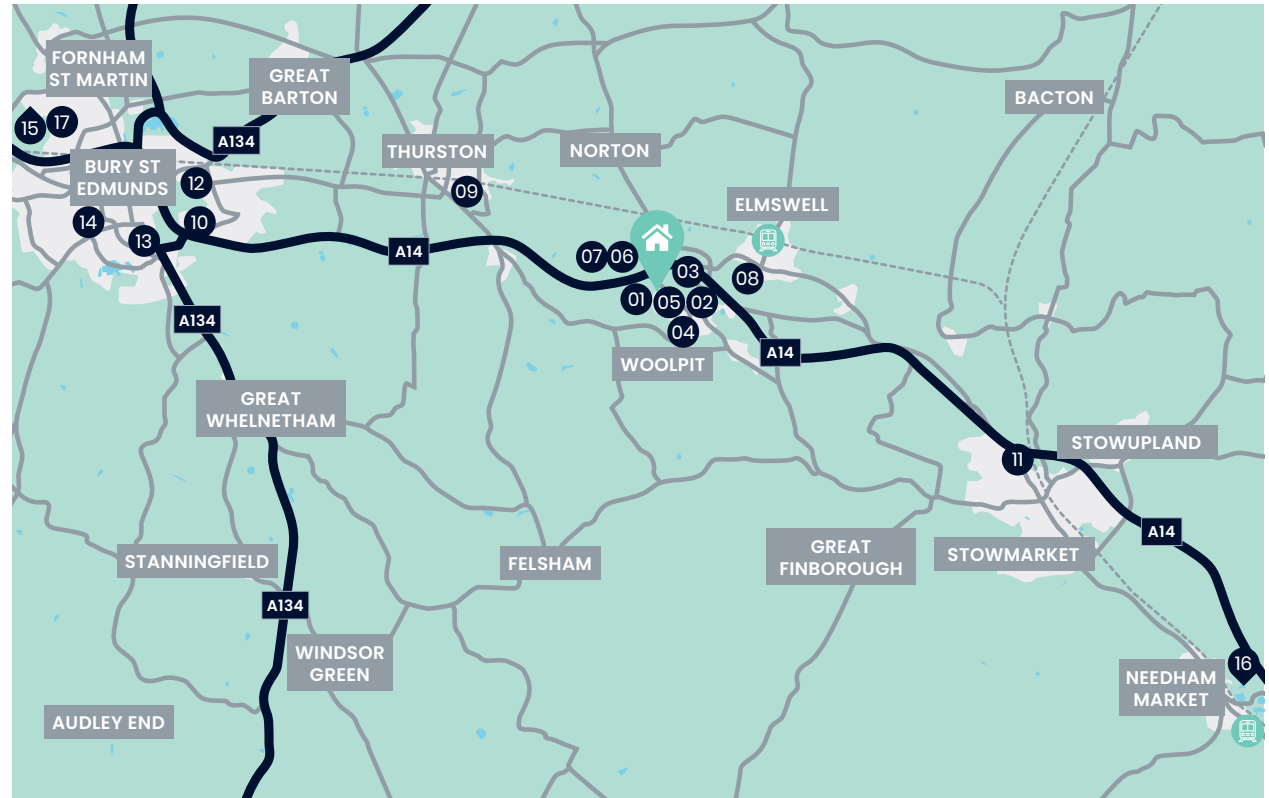 FORNHAM
ST MARTIN
GREAT
BARTON
BACTON
15
17
A134
THURSTON
NORTON
BURY ST
EDMUNDS
12
09
ELMSWELL
14
10
13
A14
07
06
03
08
01
05
02
04
A134
A14
WOOLPIT
GREAT
WHELNETHAM
11
STOWUPLAND
A14
STANNINGFIELD
FELSHAM
GREAT
FINBOROUGH
STOWMARKET
A134
WINDSOR
GREEN
16
NEEDHAM
MARKET
AUDLEY END